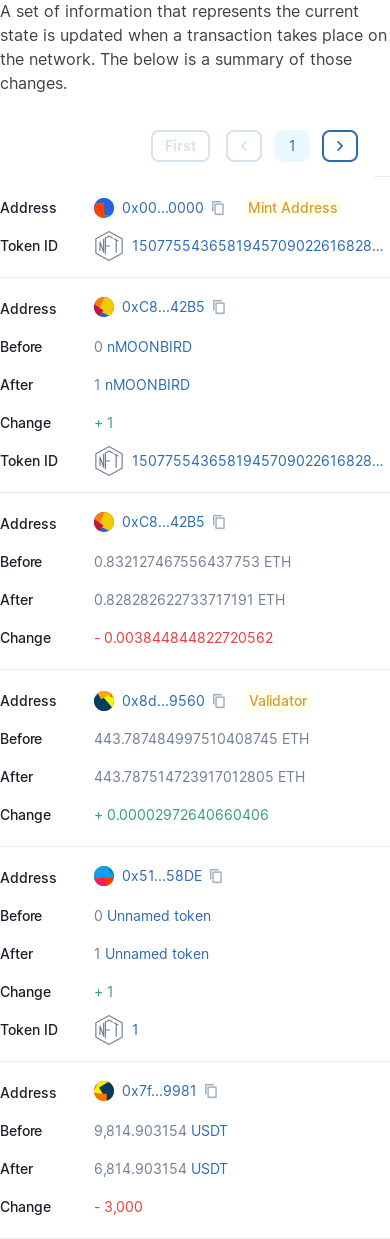 A set of information that represents the current
state is updated when a transaction takes place on
the network. The below is a summary of those
changes.
First
1
Address 0x00...0000 Mint Address
Token ID NFT 15077554365819457090226168 28...
Address 0xC8...42B5
Before 0 nMOONBIRD
After 1 nMOONBIRD
Change + 1
Token ID NFT 1507755436581945709022616828...
Address 0xC8...42B5
Before 0.832127467556437753 ETH
After 0.828282622733717191 ETH
Change - 0.003844844822720562
Address 0x8d...9560 Validator
Before 443.787484997510408745 ETH
After 443.787514723917012805 ETH
Change + 0.00002972640660406
Address 0x51...58DE
Before 0 Unnamed token
After 1 Unnamed token
Change + 1
Token ID NFT 1
Address 0x7f...9981
Before 9,814.903154 USDT
After 6,814.903154 USDT
Change - 3,000